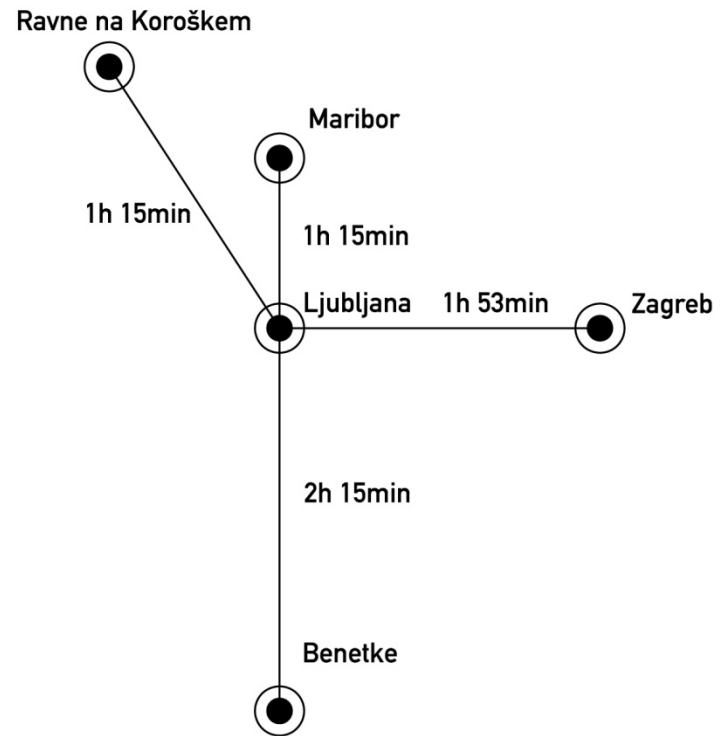 Ravne na Koroškem
Maribor
1h 15min
1h 15min
Ljubljana
1h 53min
Zagreb
2h 15min
Benetke